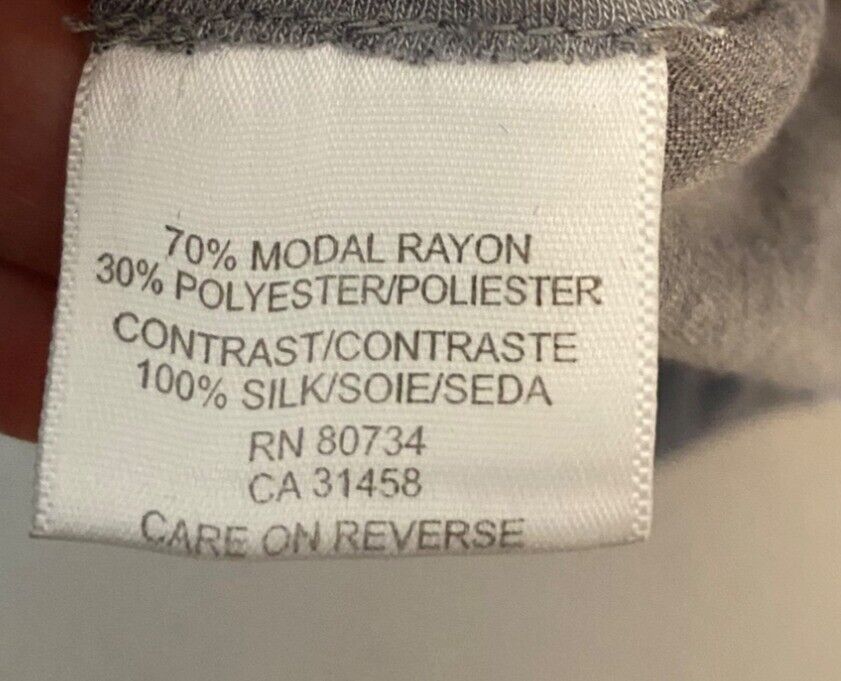 70% MODAL RAYON
30% POLYESTER/POLIESTER
CONTRAST/CONTRASTE
100% SILK/SOIE/SEDA
RN 80734
CA 31458
CARE ON REVERSE